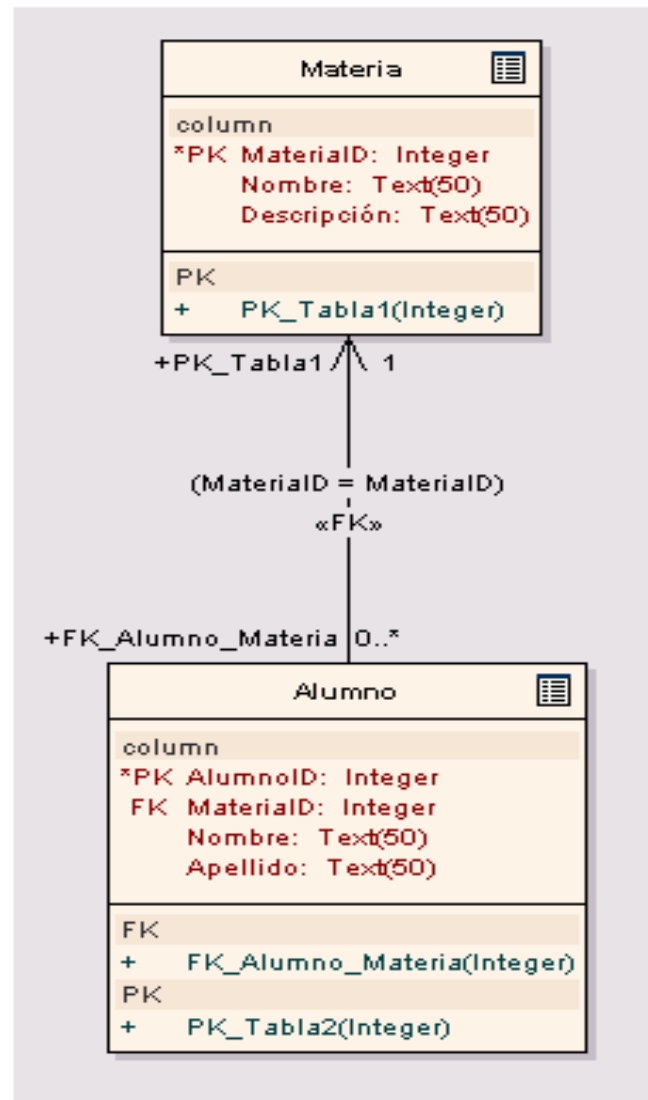 Materia
column
*PK MateriaID: Integer
Nombre: Text(50)
Descripción: Text(50)
PK
+ PK_Tabla1(Integer)
+PK_Tabla1 1
(MateriaID = MateriaID)
«FK»
+FK_Alumno_Materia 0..*
Alumno
column
*PK AlumnoID: Integer
FK MateriaID: Integer
Nombre: Text(50)
Apellido: Text(50)
FK
+ FK_Alumno_Materia(Integer)
PK
+ PK_Tabla2(Integer)